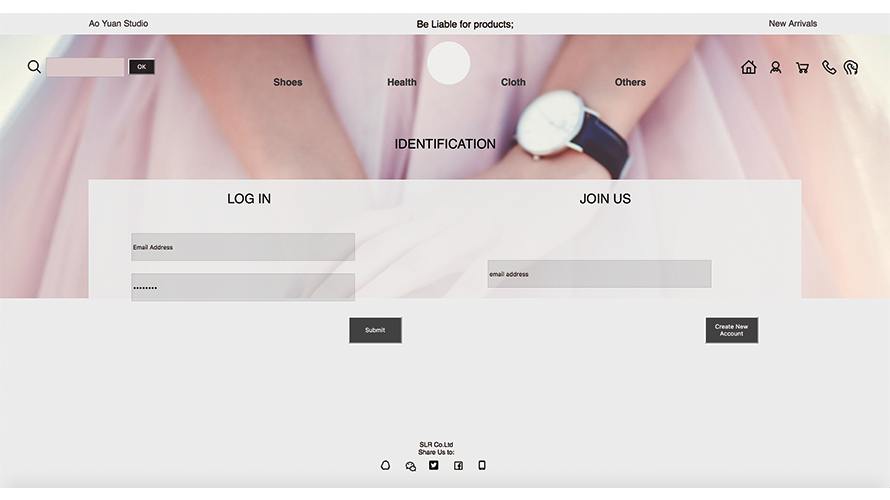 Ao Yuan Studio
Be Liable for products;
New Arrivals
OK
Shoes
Health
Cloth
Others
IDENTIFICATION
LOG IN
JOIN US
Email Address
email address
••••••••
Submit
Create New
Account
SLR Co.Ltd
Share Us to: